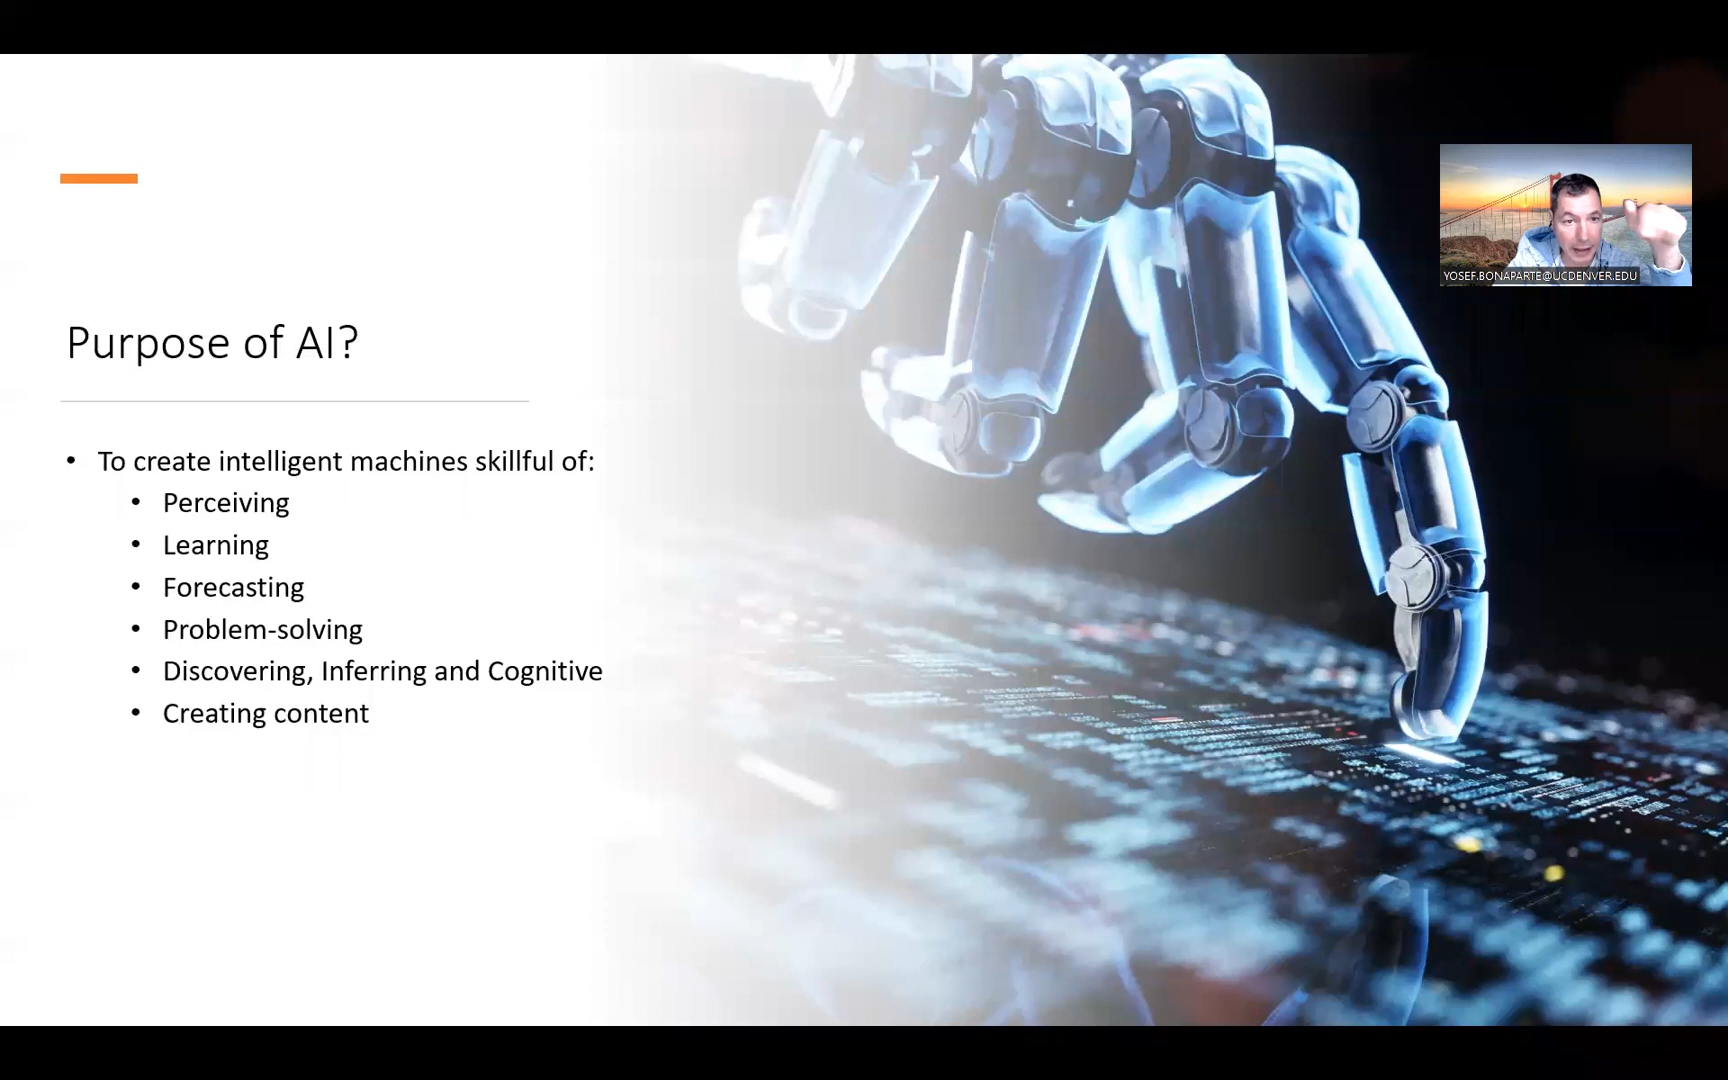 Purpose of AI?
• To create intelligent machines skillful of:
• Perceiving
• Learning
• Forecasting
• Problem-solving
• Discovering, Inferring and Cognitive
• Creating content
YOSEF.BONAPARTE@UCDENVER.EDU